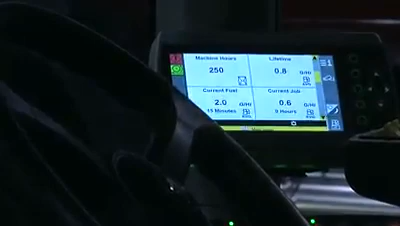 Machine Hours
250
Lifetime
0.8 G/Hr
Current Fuel
2.0 G/Hr
15 Minutes
Current Job
0.6 G/Hr
0 Hours